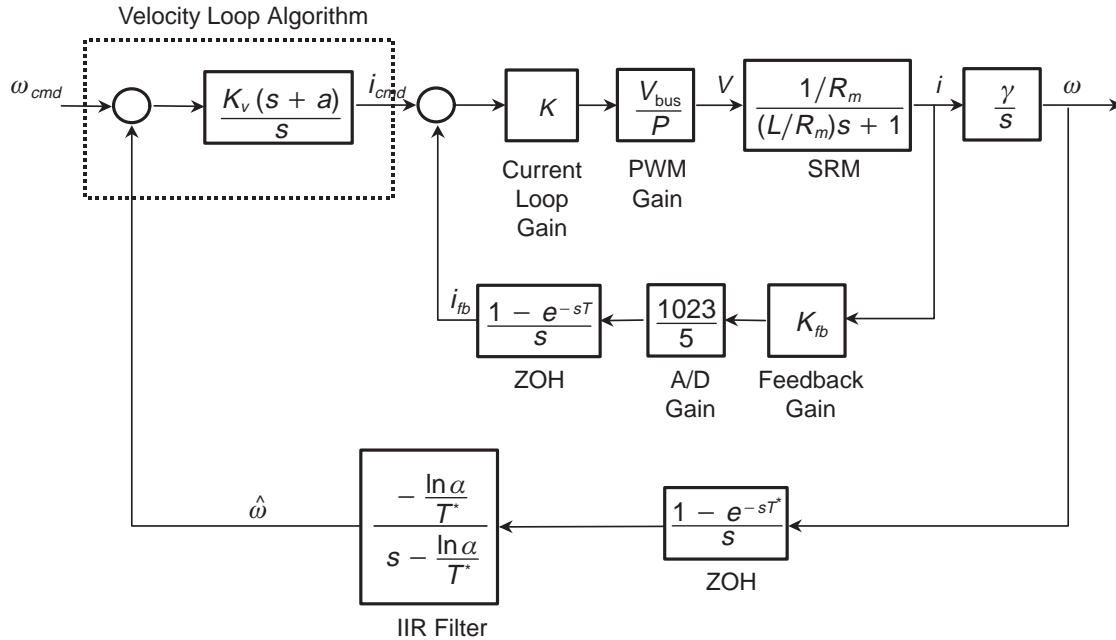 Velocity Loop Algorithm
ω_cmd
K_v (s + a)
s
i_cmd
K
V_bus
P
V
1/R_m
(L/R_m)s + 1
i
γ
s
ω
Current
Loop
Gain
PWM
Gain
SRM
i_fb
1 − e^−sT
s
1023
5
K_fb
ZOH
A/D
Gain
Feedback
Gain
ω̂
− ln α
T*
s − ln α
T*
1 − e^−sT*
s
ZOH
IIR Filter